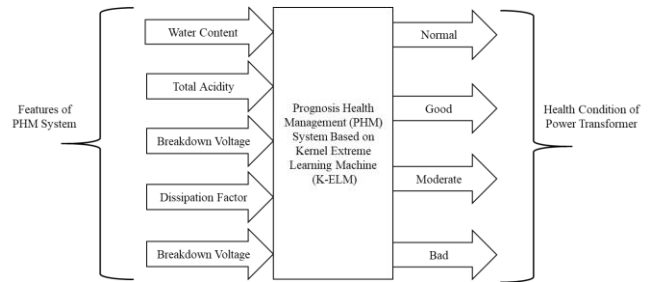 Features of
PHM System
Water Content
Total Acidity
Breakdown Voltage
Dissipation Factor
Breakdown Voltage
Prognosis Health
Management (PHM)
System Based on
Kernel Extreme
Learning Machine
(K-ELM)
Normal
Good
Moderate
Bad
Health Condition of
Power Transformer